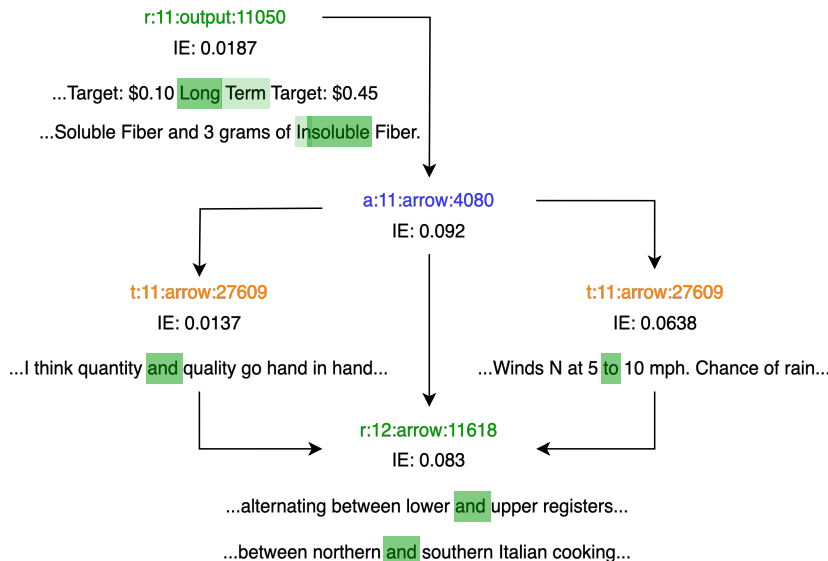 r:11:output:11050
IE: 0.0187
...Target: $0.10 Long Term Target: $0.45
...Soluble Fiber and 3 grams of Insoluble Fiber.
a:11:arrow:4080
IE: 0.092
t:11:arrow:27609
IE: 0.0137
...I think quantity and quality go hand in hand...
t:11:arrow:27609
IE: 0.0638
...Winds N at 5 to 10 mph. Chance of rain...
r:12:arrow:11618
IE: 0.083
...alternating between lower and upper registers...
...between northern and southern Italian cooking...